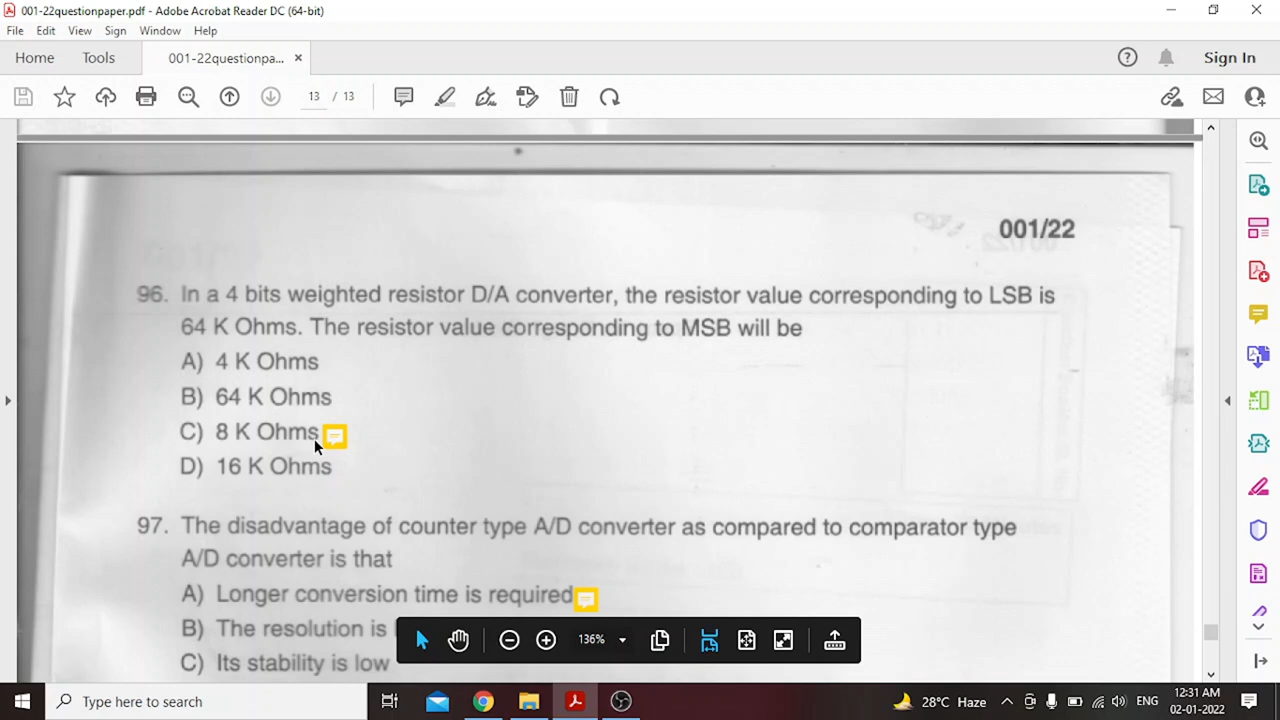 001-22questionpaper.pdf - Adobe Acrobat Reader DC (64-bit)
File Edit View Sign Window Help
Home Tools 001-22questionpa... Sign In
13 / 13
001/22
96. In a 4 bits weighted resistor D/A converter, the resistor value corresponding to LSB is
64 K Ohms. The resistor value corresponding to MSB will be
A) 4 K Ohms
B) 64 K Ohms
C) 8 K Ohms
D) 16 K Ohms
97. The disadvantage of counter type A/D converter as compared to comparator type
A/D converter is that
A) Longer conversion time is required
B) The resolution is
C) Its stability is low
136%
Type here to search
28°C Haze
ENG
12:31 AM
02-01-2022